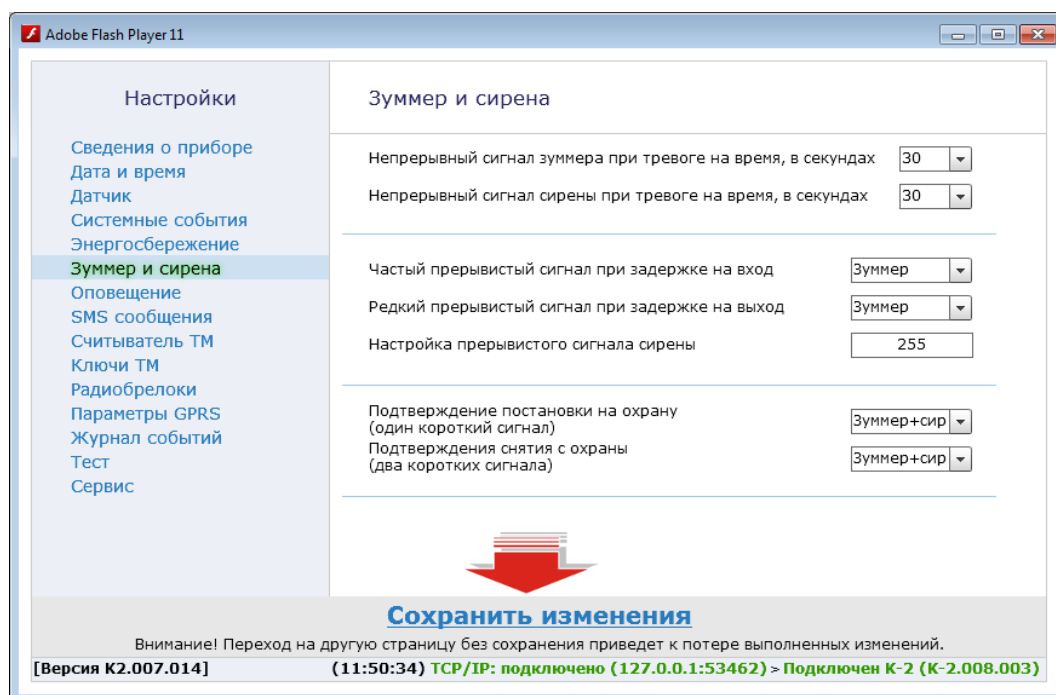 Adobe Flash Player 11
Настройки
Сведения о приборе
Дата и время
Датчик
Системные события
Энергосбережение
Зуммер и сирена
Оповещение
SMS сообщения
Считыватель ТМ
Ключи ТМ
Радиобрелоки
Параметры GPRS
Журнал событий
Тест
Сервис
Зуммер и сирена
Непрерывный сигнал зуммера при тревоге на время, в секундах 30
Непрерывный сигнал сирены при тревоге на время, в секундах 30
Частый прерывистый сигнал при задержке на вход Зуммер
Редкий прерывистый сигнал при задержке на выход Зуммер
Настройка прерывистого сигнала сирены 255
Подтверждение постановки на охрану
(один короткий сигнал) Зуммер+сир
Подтверждения снятия с охраны
(два коротких сигнала) Зуммер+сир
Сохранить изменения
Внимание! Переход на другую страницу без сохранения приведет к потере выполненных изменений.
[Версия К2.007.014] (11:50:34) TCP/IP: подключено (127.0.0.1:53462) > Подключен К-2 (К-2.008.003)